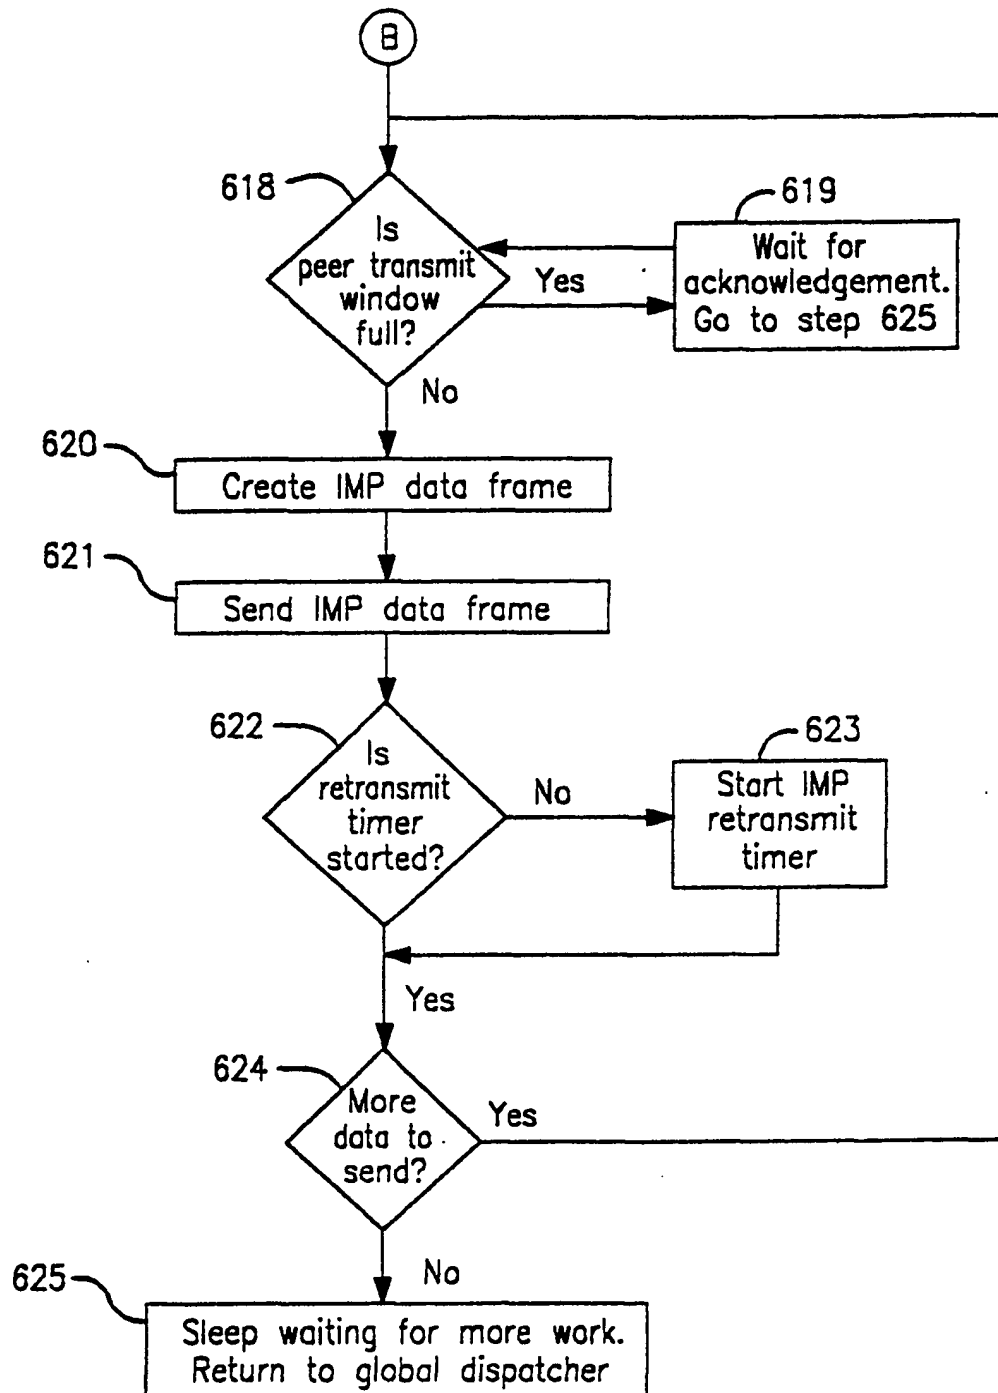 B
618
Is
peer transmit
window
full?
Yes
619
Wait for
acknowledgement.
Go to step 625
No
620
Create IMP data frame
621
Send IMP data frame
622
Is
retransmit
timer
started?
No
623
Start IMP
retransmit
timer
Yes
624
More
data to
send?
Yes
No
625
Sleep waiting for more work.
Return to global dispatcher